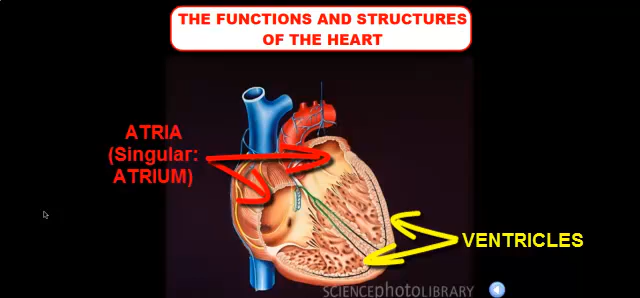 THE FUNCTIONS AND STRUCTURES
OF THE HEART
ATRIA
(Singular:
ATRIUM)
VENTRICLES
SCIENCEphotoLIBRARY